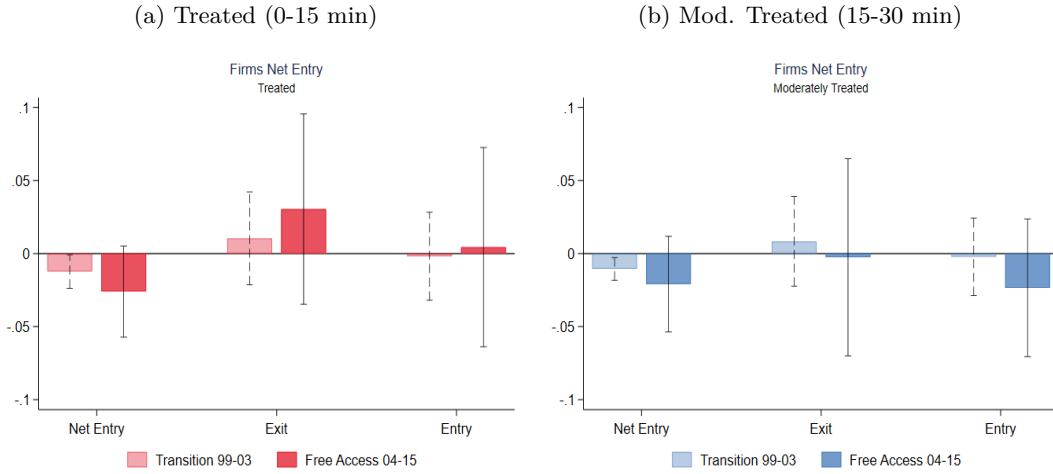 (a) Treated (0-15 min)
Firms Net Entry
Treated
.1
.05
0
-.05
-.1
Net Entry Exit Entry
Transition 99-03 Free Access 04-15
(b) Mod. Treated (15-30 min)
Firms Net Entry
Moderately Treated
.1
.05
0
-.05
-.1
Net Entry Exit Entry
Transition 99-03 Free Access 04-15